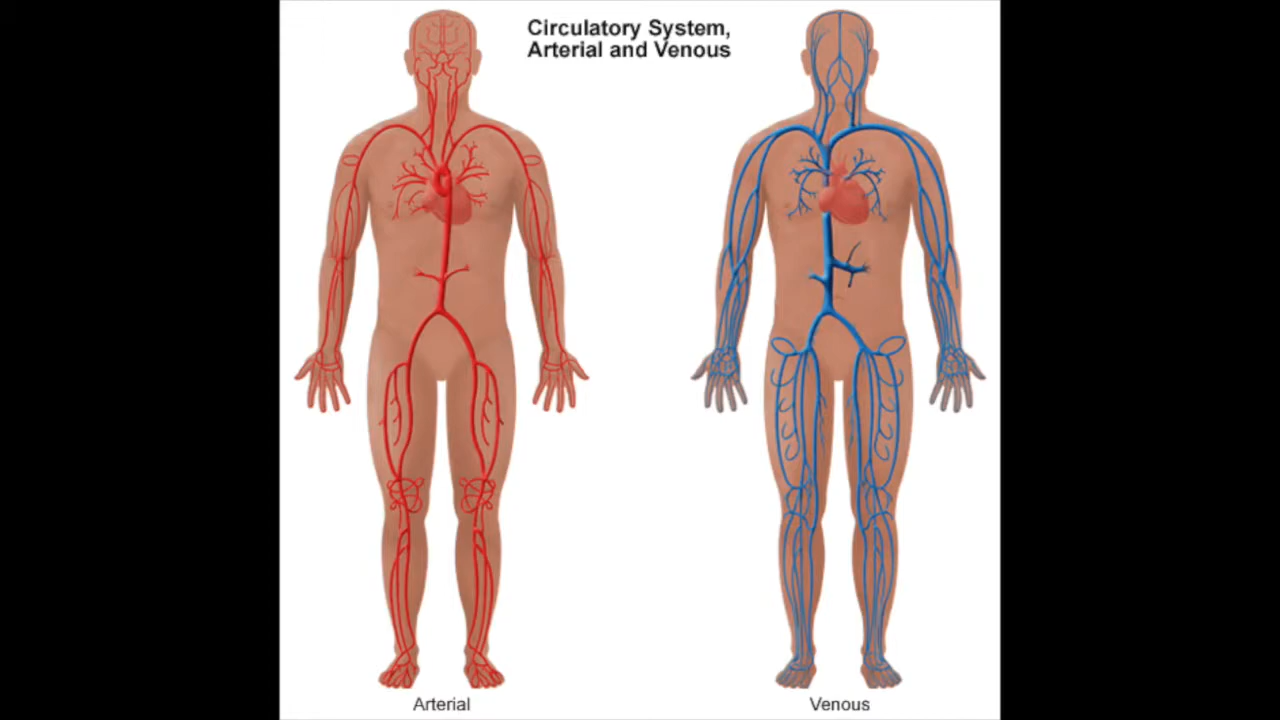 Circulatory System,
Arterial and Venous
Arterial
Venous